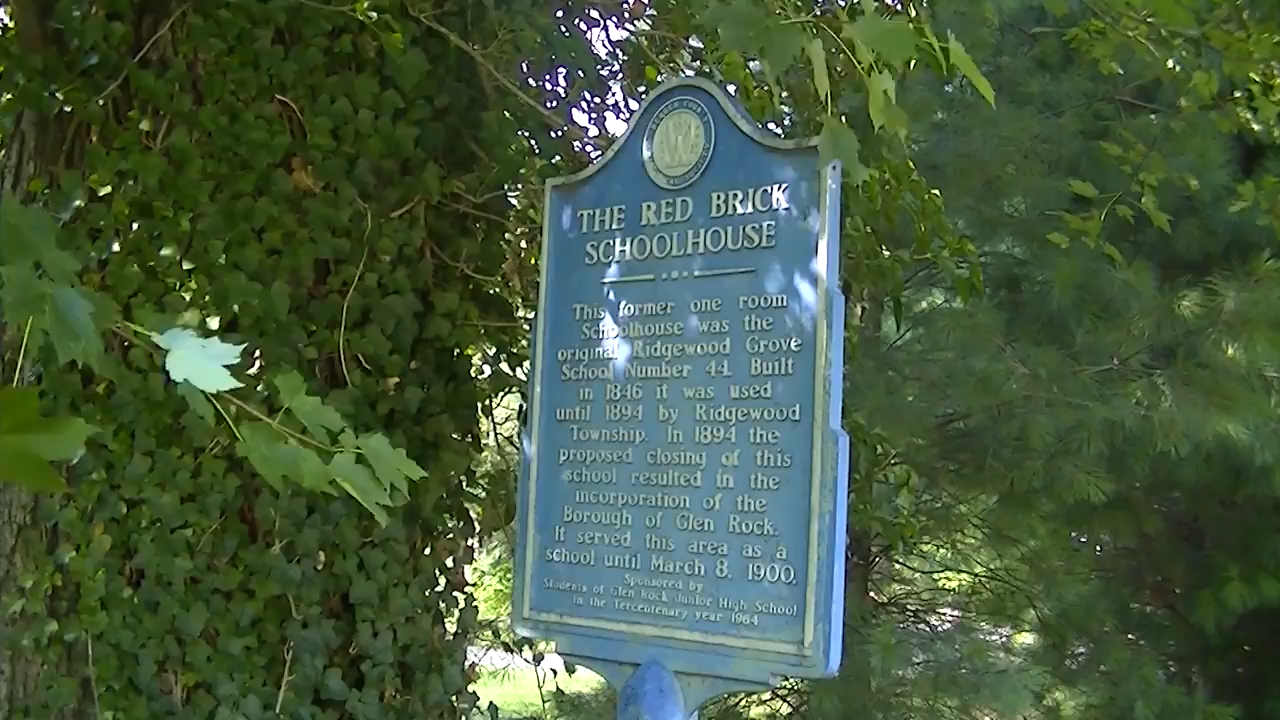 THE RED BRICK
SCHOOLHOUSE
This former one room
Schoolhouse was the
original Ridgewood Grove
School Number 44. Built
in 1846 it was used
until 1894 by Ridgewood
Township. In 1894 the
proposed closing of this
school resulted in the
incorporation of the
Borough of Glen Rock.
It served this area as a
school until March 8, 1900.
Sponsored by
Students of Glen Rock Junior High School
in the Tercentenary year 1964